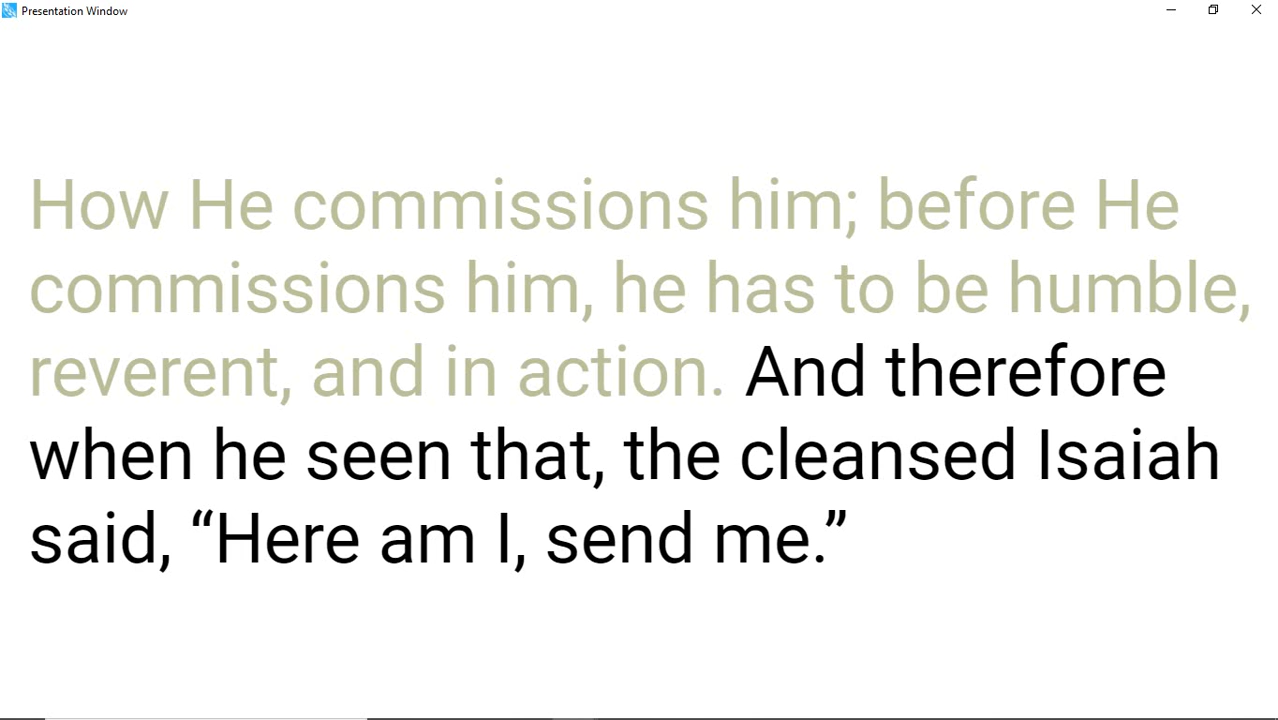 Presentation Window
How He commissions him; before He
commissions him, he has to be humble,
reverent, and in action. And therefore
when he seen that, the cleansed Isaiah
said, “Here am I, send me.”